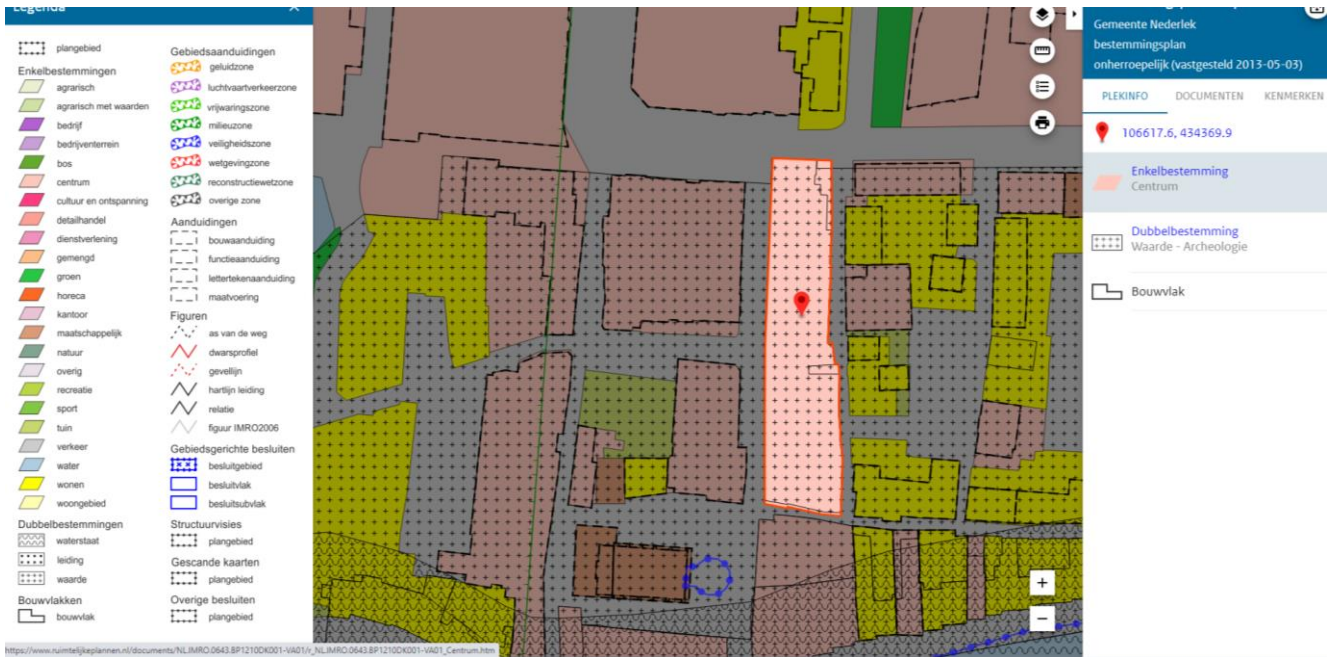 Legenda
plangebied
Enkelbestemmingen
agrarisch
agrarisch met waarden
bedrijf
bedrijventerrein
bos
centrum
cultuur en ontspanning
detailhandel
dienstverlening
gemengd
groen
horeca
kantoor
maatschappelijk
natuur
overig
recreatie
sport
tuin
verkeer
water
wonen
woongebied
Dubbelbestemmingen
waterstaat
leiding
waarde
Bouwvlakken
bouwvlak
Gebiedsaanduidingen
geluidzone
luchtvaartverkeerzone
vrijwaringszone
milieuzone
veiligheidszone
wetgevingzone
reconstructiewetzone
overige zone
Aanduidingen
bouwaanduiding
functieaanduiding
lettertekenaanduiding
maatvoering
Figuren
as van de weg
dwarsprofiel
gevellijn
hartlijn leiding
relatie
figuur IMRO2006
Gebiedsgerichte besluiten
besluitgebied
besluitvlak
besluitsubvlak
Structuurvisies
plangebied
Gescande kaarten
plangebied
Overige besluiten
plangebied
https://www.ruimtelijkeplannen.nl/documents/NL.IMRO.0643.BP1210DK001-VA01/r_NL.IMRO.0643.BP1210DK001-VA01_Centrum.htm
Gemeente Nederlek
bestemmingsplan
onherroepelijk (vastgesteld 2013-05-03)
PLEKINFO DOCUMENTEN KENMERKEN
106617.6, 434369.9
Enkelbestemming
Centrum
Dubbelbestemming
Waarde - Archeologie
Bouwvlak